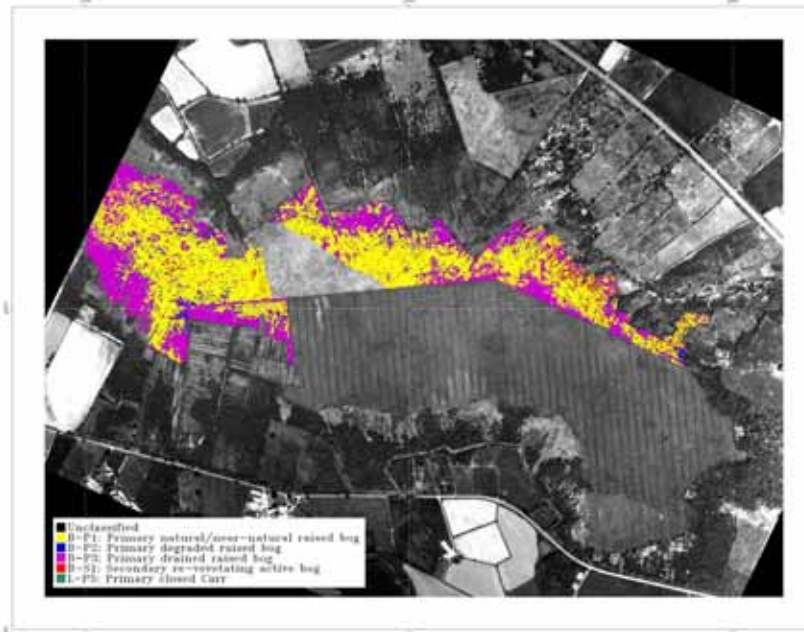 Unclassified
B-P1: Primary natural/near-natural raised bog
B-P2: Primary degraded raised bog
B-P3: Primary drained raised bog
B-S1: Secondary re-vegetating active bog
L-P5: Primary closed Carr